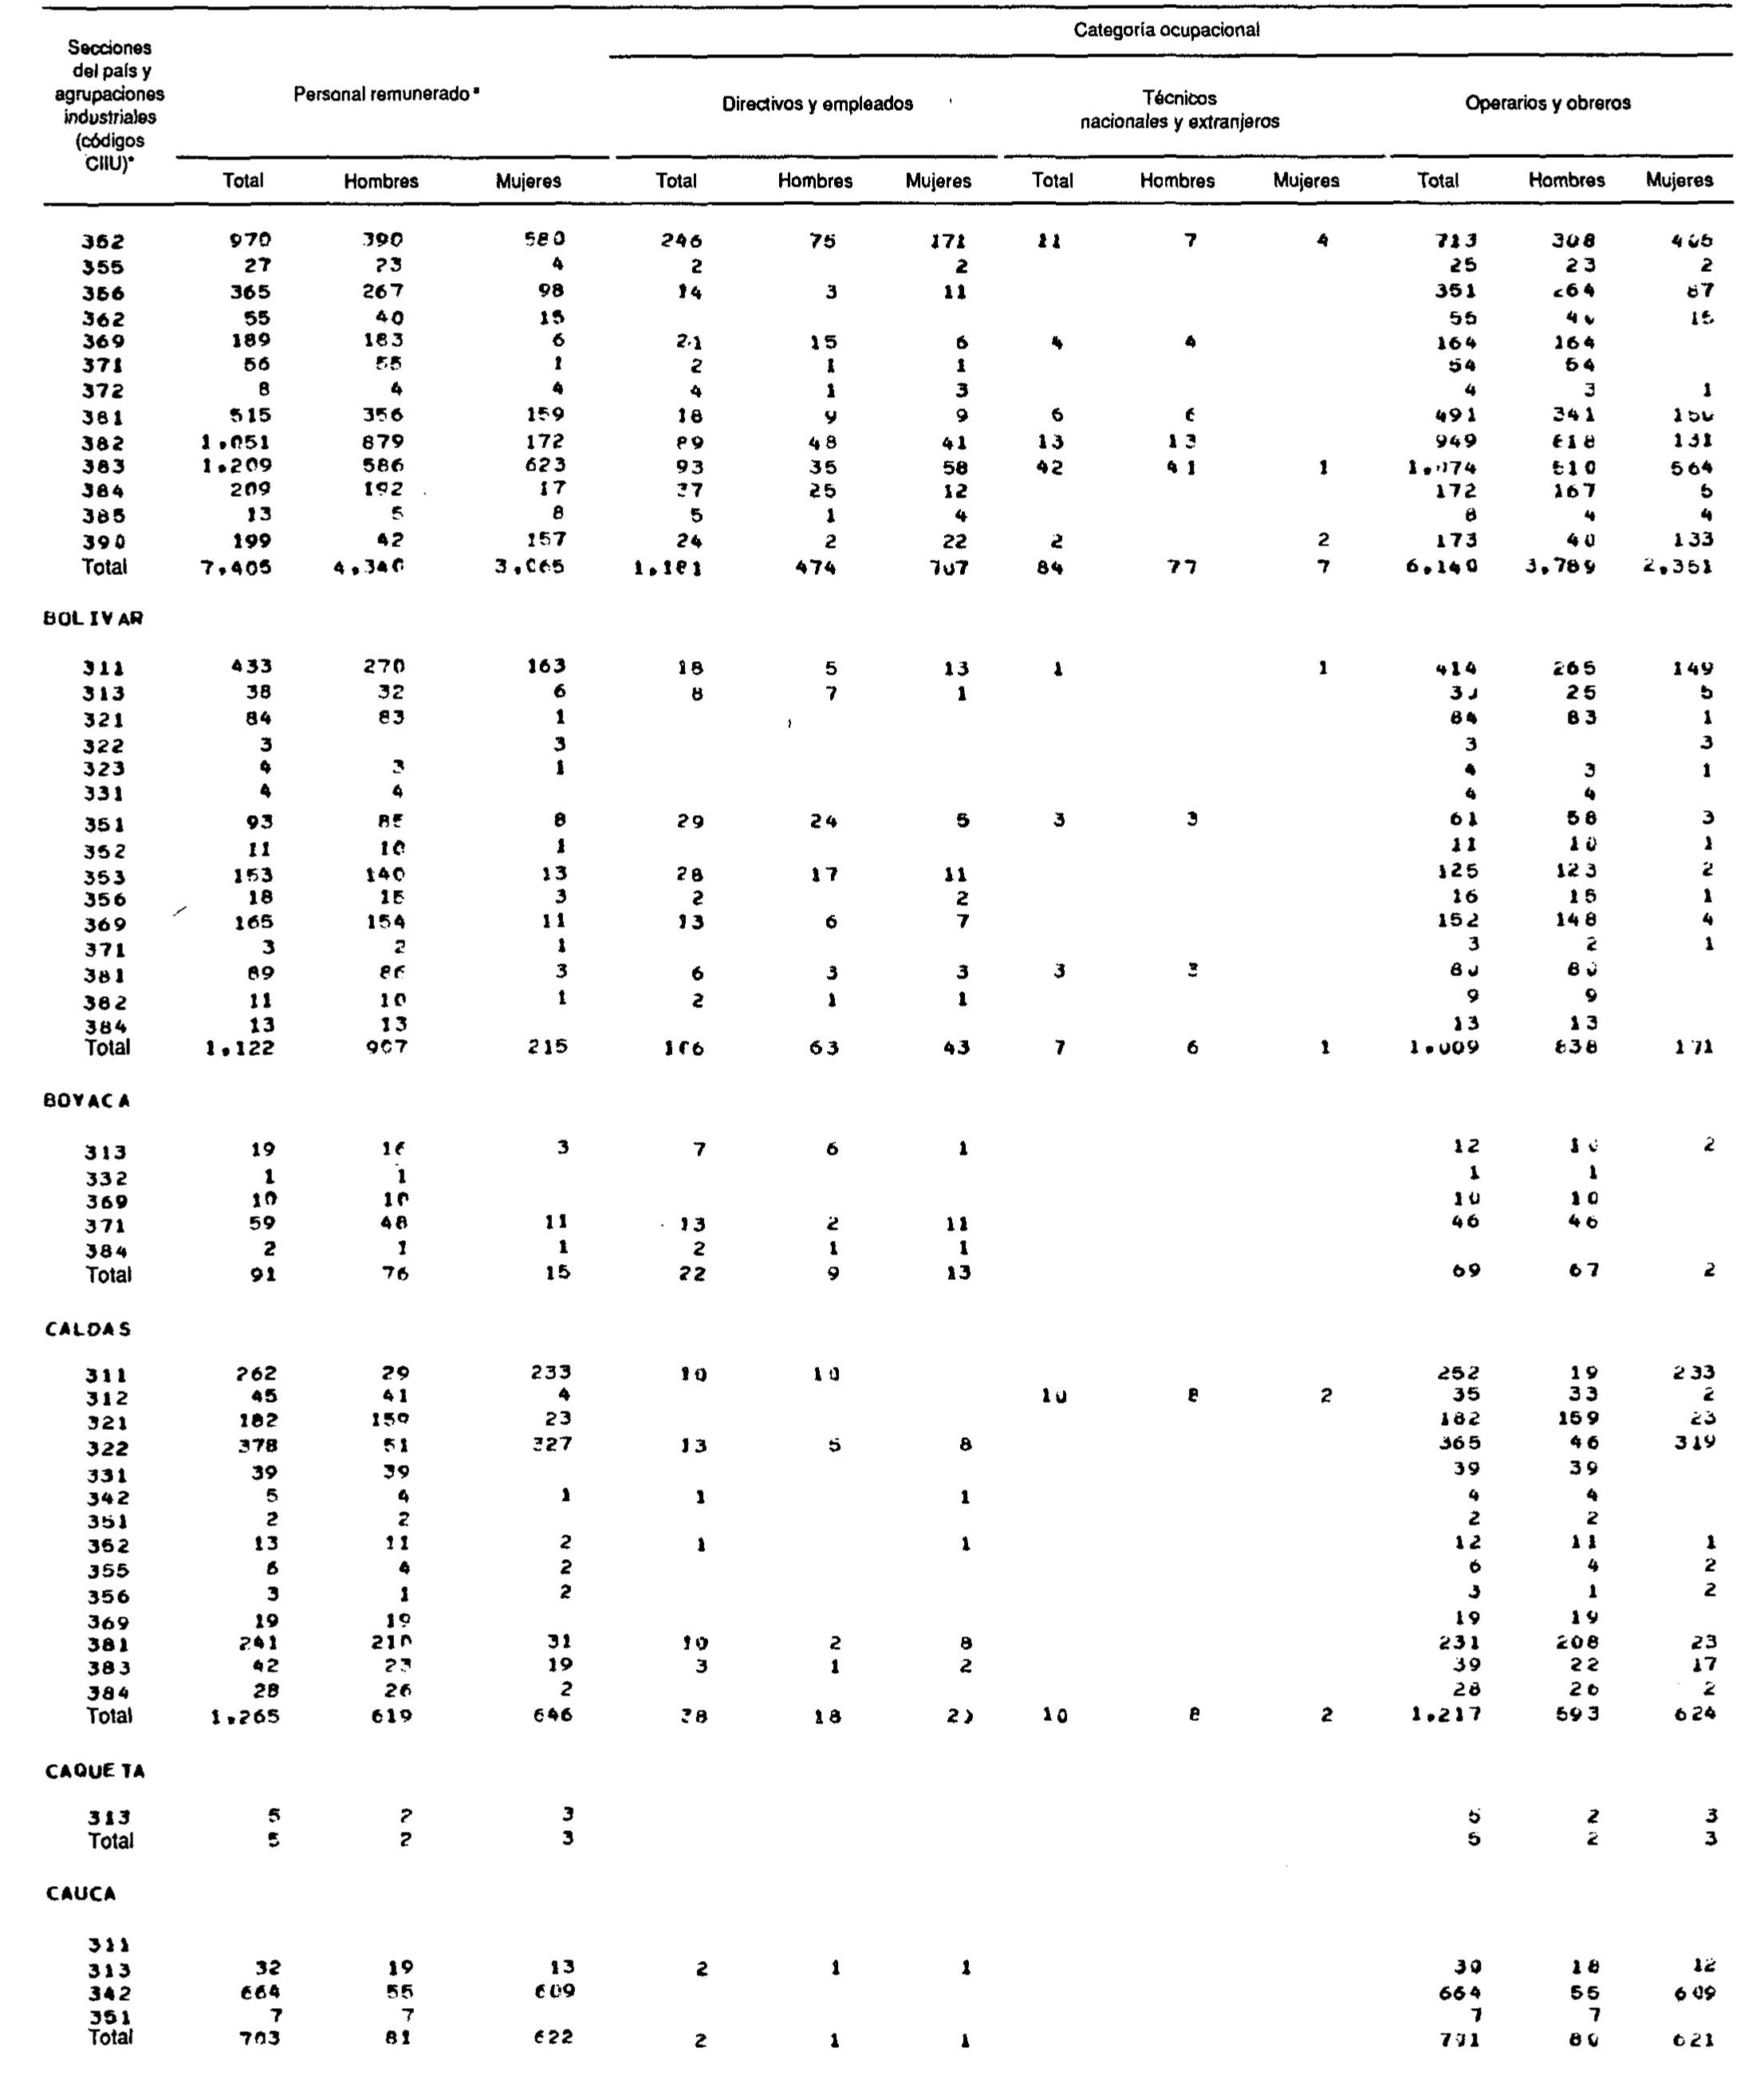 Categoría ocupacional
Secciones
del país y
agrupaciones
industriales
(códigos
CIIU)*
Personal remunerado ª
Directivos y empleados
Técnicos
nacionales y extranjeros
Operarios y obreros
Total Hombres Mujeres Total Hombres Mujeres Total Hombres Mujeres Total Hombres Mujeres
352 970 390 580 246 75 171 11 7 4 713 308 405
355 27 23 4 2 2 25 23 2
356 365 267 98 14 3 11 351 264 87
362 55 40 15 55 40 15
369 189 183 6 21 15 6 4 4 164 164
371 56 55 1 2 1 1 54 54
372 8 4 4 4 1 3 4 3 1
381 515 356 159 18 9 9 6 6 491 341 150
382 1.051 879 172 89 48 41 13 13 949 818 131
383 1.209 586 623 93 35 58 42 41 1 1.074 510 564
384 209 192 17 37 25 12 172 167 5
385 13 5 8 5 1 4 8 4 4
390 199 42 157 24 2 22 2 2 173 40 133
Total 7.405 4.340 3.065 1.181 474 707 84 77 7 6.140 3.789 2.351
BOLIVAR
311 433 270 163 18 5 13 1 1 414 265 149
313 38 32 6 8 7 1 30 25 5
321 84 83 1 84 83 1
322 3 3 3 3
323 4 3 1 4 3 1
331 4 4 4 4
351 93 85 8 29 24 5 3 3 61 58 3
352 11 10 1 11 10 1
353 153 140 13 28 17 11 125 123 2
356 18 15 3 2 2 16 15 1
369 165 154 11 13 6 7 152 148 4
371 3 2 1 3 2 1
381 89 86 3 6 3 3 3 3 80 80
382 11 10 1 2 1 1 9 9
384 13 13 13 13
Total 1.122 907 215 106 63 43 7 6 1 1.009 838 171
BOYACA
313 19 16 3 7 6 1 12 10 2
332 1 1 1 1
369 10 10 10 10
371 59 48 11 13 2 11 46 46
384 2 1 1 2 1 1
Total 91 76 15 22 9 13 69 67 2
CALDAS
311 262 29 233 10 10 252 19 233
312 45 41 4 10 8 2 35 33 2
321 182 159 23 182 159 23
322 378 51 327 13 5 8 365 46 319
331 39 39 39 39
342 5 4 1 1 1 4 4
351 2 2 2 2
352 13 11 2 1 1 12 11 1
355 6 4 2 6 4 2
356 3 1 2 3 1 2
369 19 19 19 19
381 241 210 31 10 2 8 231 208 23
383 42 23 19 3 1 2 39 22 17
384 28 26 2 28 26 2
Total 1.265 619 646 38 18 20 10 8 2 1.217 593 624
CAQUETA
313 5 2 3 5 2 3
Total 5 2 3 5 2 3
CAUCA
311
313 32 19 13 2 1 1 30 18 12
342 664 55 609 664 55 609
351 7 7 7 7
Total 703 81 622 2 1 1 701 80 621